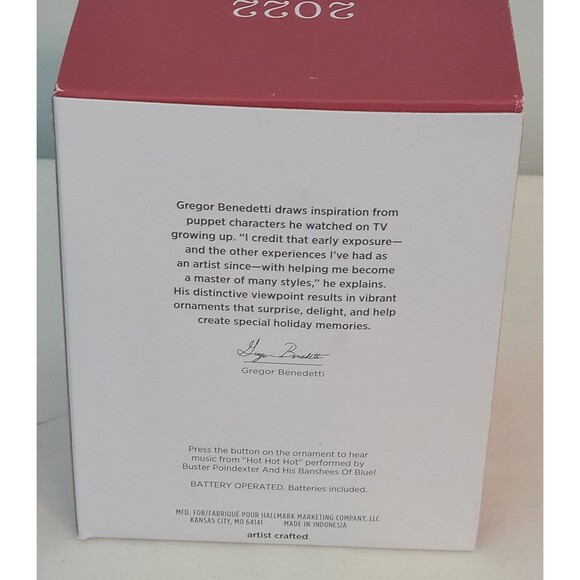 2022
Gregor Benedetti draws inspiration from
puppet characters he watched on TV
growing up. “I credit that early exposure—
and the other experiences I’ve had as
an artist since—with helping me become
a master of many styles,” he explains.
His distinctive viewpoint results in vibrant
ornaments that surprise, delight, and help
create special holiday memories.
Gregor Benedetti
Gregor Benedetti
Press the button on the ornament to hear
music from "Hot Hot Hot" performed by
Buster Poindexter And His Banshees Of Blue!
BATTERY OPERATED. Batteries included.
MFD. FOR/FABRIQUÉ POUR HALLMARK MARKETING COMPANY, LLC
KANSAS CITY, MO 64141 MADE IN INDONESIA
artist crafted